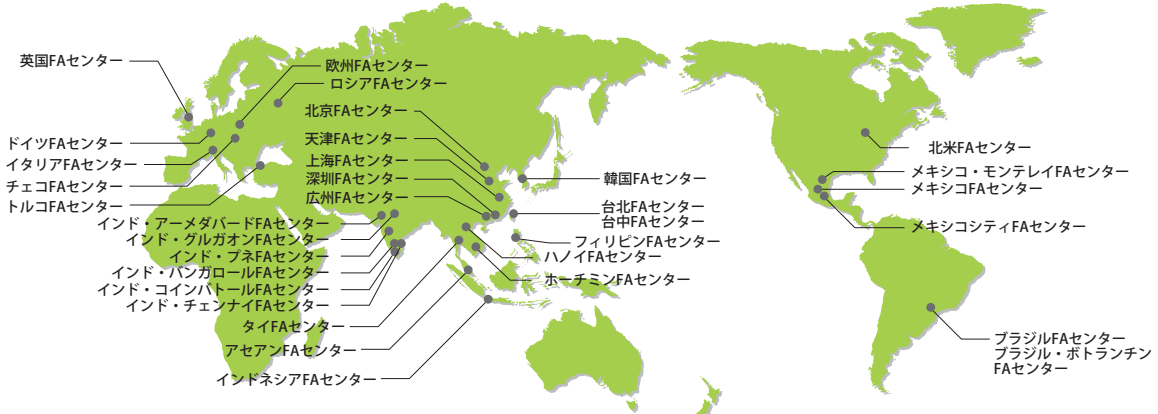 英国FAセンター
ドイツFAセンター
イタリアFAセンター
チェコFAセンター
トルコFAセンター
欧州FAセンター
ロシアFAセンター
北京FAセンター
天津FAセンター
上海FAセンター
深圳FAセンター
広州FAセンター
インド・アーメダバードFAセンター
インド・グルガオンFAセンター
インド・プネFAセンター
インド・バンガロールFAセンター
インド・コインバトールFAセンター
インド・チェンナイFAセンター
タイFAセンター
アセアンFAセンター
インドネシアFAセンター
韓国FAセンター
台北FAセンター
台中FAセンター
フィリピンFAセンター
ハノイFAセンター
ホーチミンFAセンター
北米FAセンター
メキシコ・モンテレイFAセンター
メキシコFAセンター
メキシコシティFAセンター
ブラジルFAセンター
ブラジル・ボトランチン
FAセンター